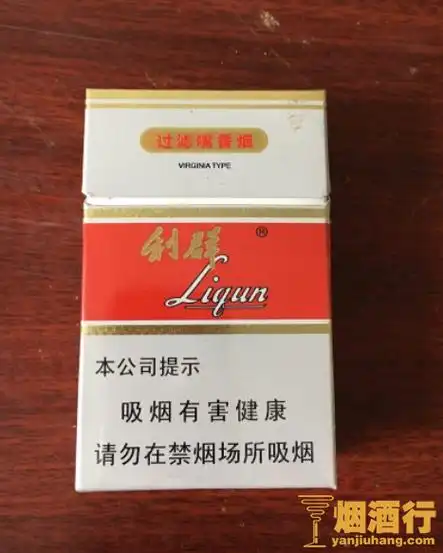 过滤嘴香烟
VIRGINIA TYPE
利群 ®
Liqun
本公司提示
吸烟有害健康
请勿在禁烟场所吸烟
烟酒行
yanjiuhang.com